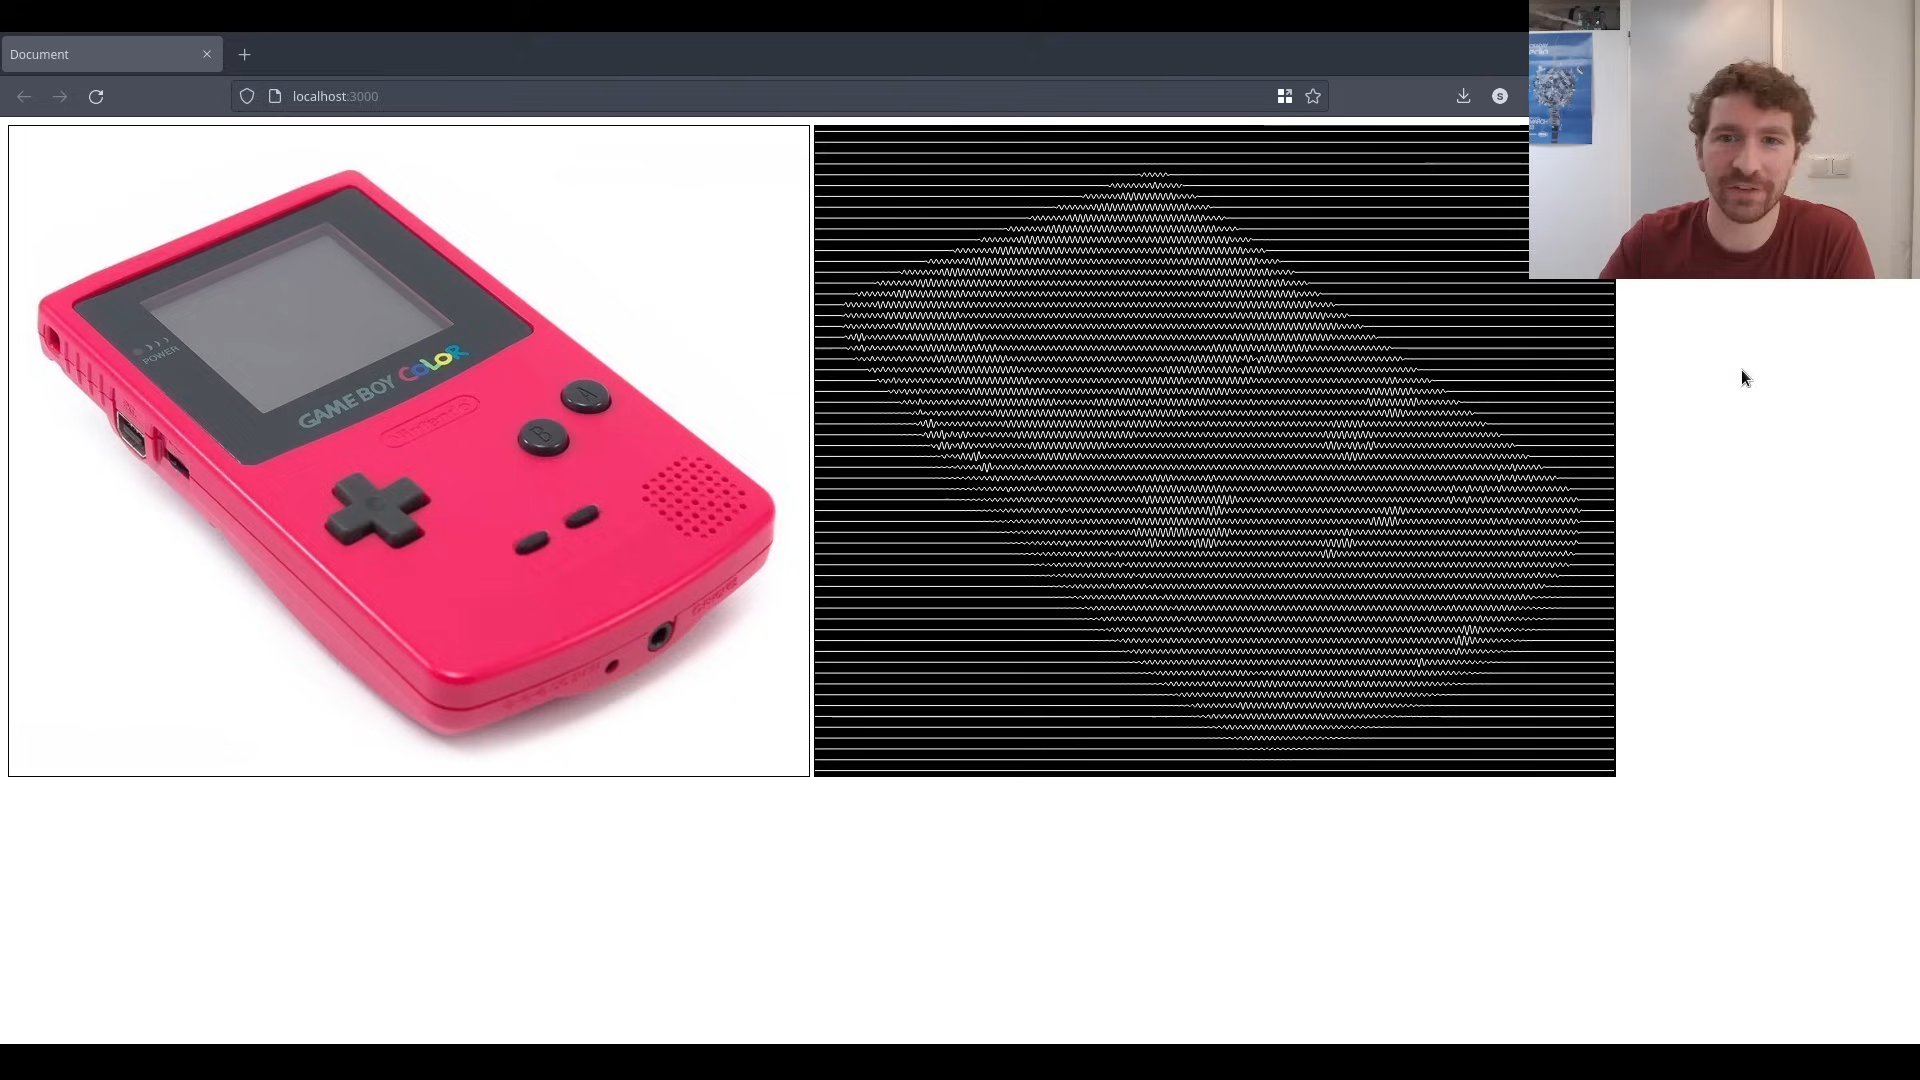 Document
localhost:3000
S
POWER
GAME BOY COLOR
Nintendo
A
B